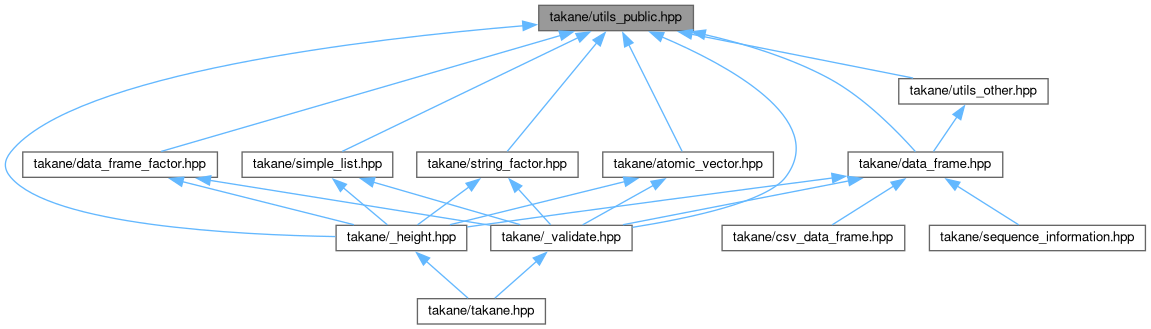 takane/utils_public.hpp
takane/utils_other.hpp
takane/data_frame_factor.hpp
takane/simple_list.hpp
takane/string_factor.hpp
takane/atomic_vector.hpp
takane/data_frame.hpp
takane/_height.hpp
takane/_validate.hpp
takane/csv_data_frame.hpp
takane/sequence_information.hpp
takane/takane.hpp